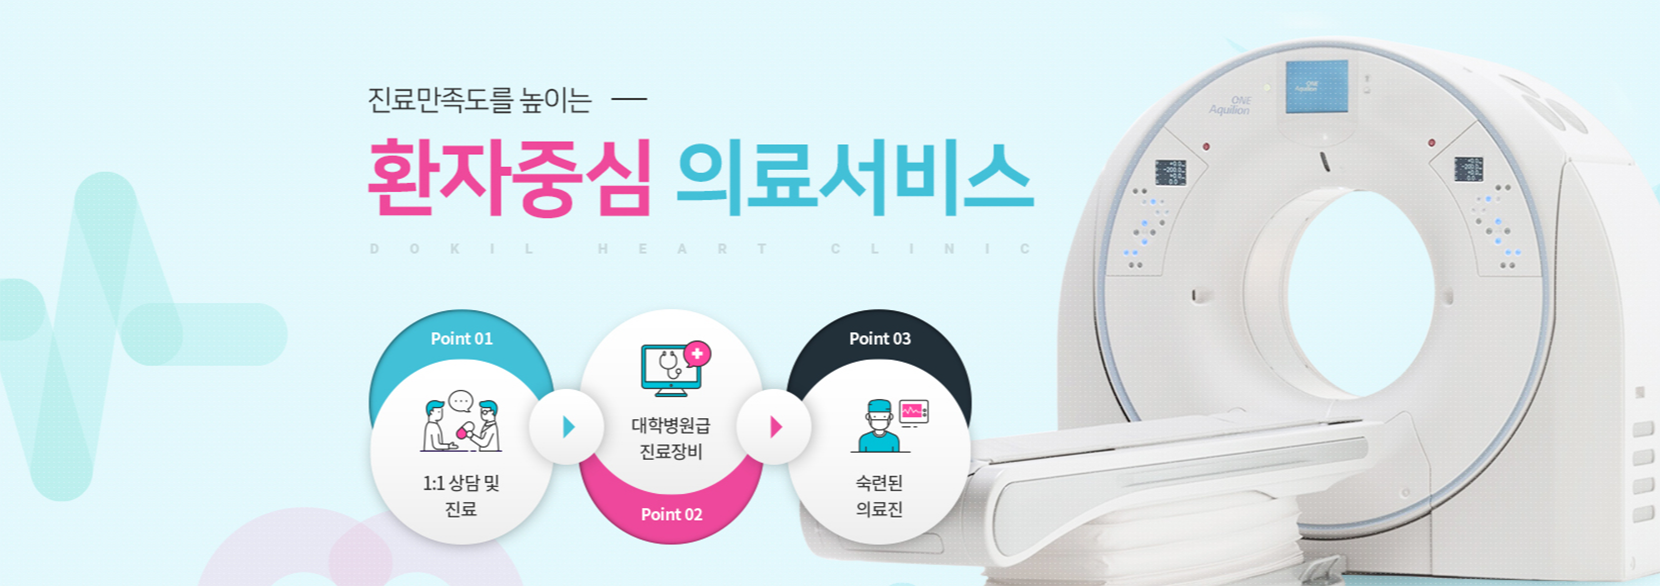 진료만족도를 높이는
환자중심 의료서비스
DOKIL HEART CLINIC
Point 01
1:1 상담 및
진료
대학병원급
진료장비
Point 02
Point 03
숙련된
의료진
ONE
Aquilion
ONE
Aquilion